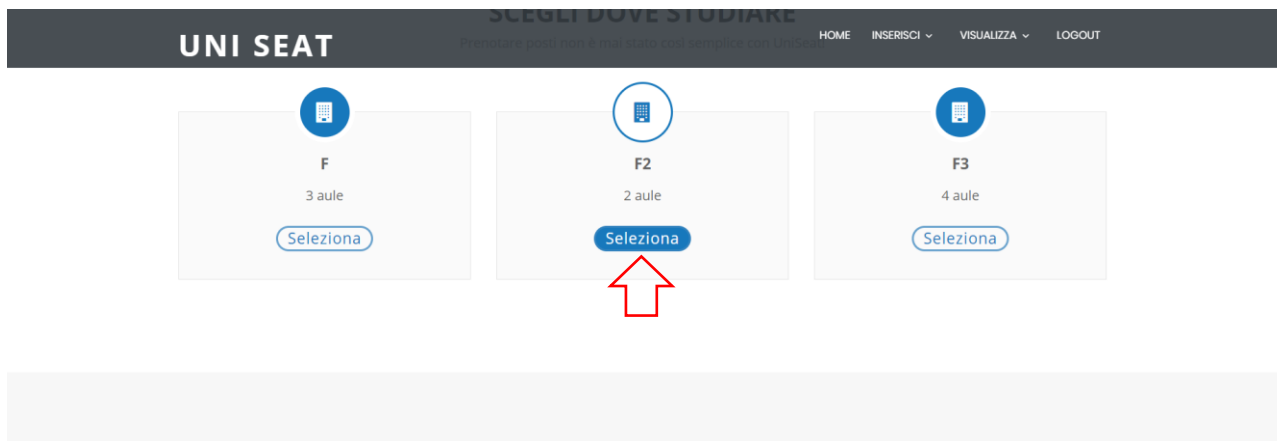 SCEGLI DOVE STUDIARE
UNI SEAT
Prenotare posti non è mai stato così semplice con UniSeat!
HOME INSERISCI VISUALIZZA LOGOUT
F
3 aule
Seleziona
F2
2 aule
Seleziona
F3
4 aule
Seleziona